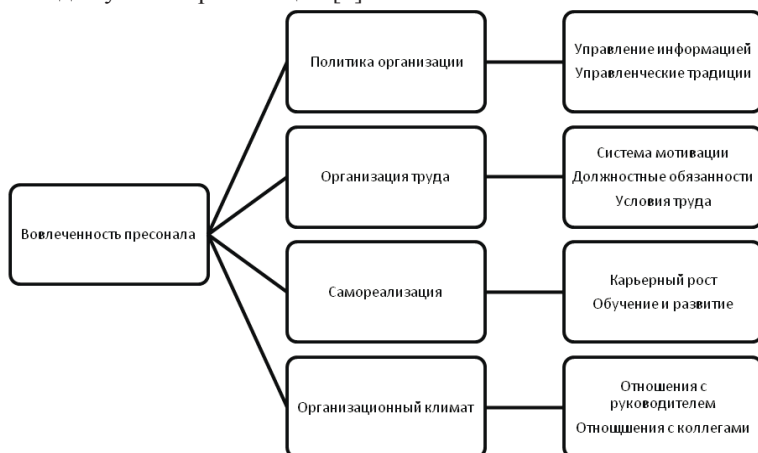 Политика организации
Управление информацией
Управленческие традиции
Организация труда
Система мотивации
Должностные обязанности
Условия труда
Вовлеченность пресонала
Самореализация
Карьерный рост
Обучение и развитие
Организационный климат
Отношения с
руководителем
Отнощшения с коллегами